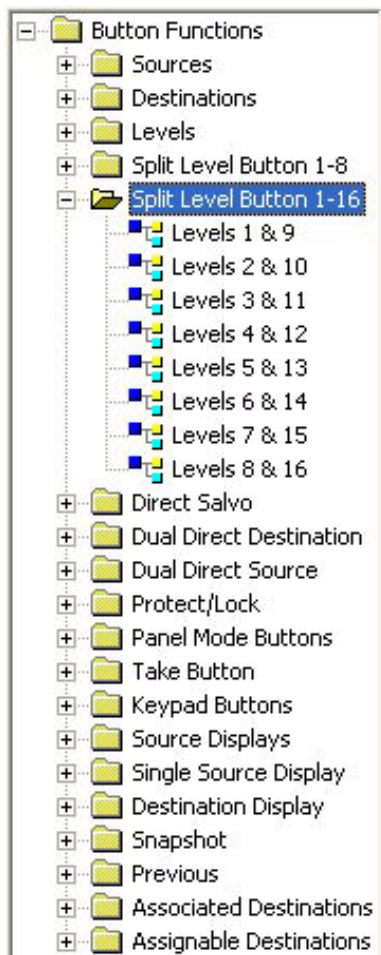 Button Functions
Sources
Destinations
Levels
Split Level Button 1-8
Split Level Button 1-16
Levels 1 & 9
Levels 2 & 10
Levels 3 & 11
Levels 4 & 12
Levels 5 & 13
Levels 6 & 14
Levels 7 & 15
Levels 8 & 16
Direct Salvo
Dual Direct Destination
Dual Direct Source
Protect/Lock
Panel Mode Buttons
Take Button
Keypad Buttons
Source Displays
Single Source Display
Destination Display
Snapshot
Previous
Associated Destinations
Assignable Destinations